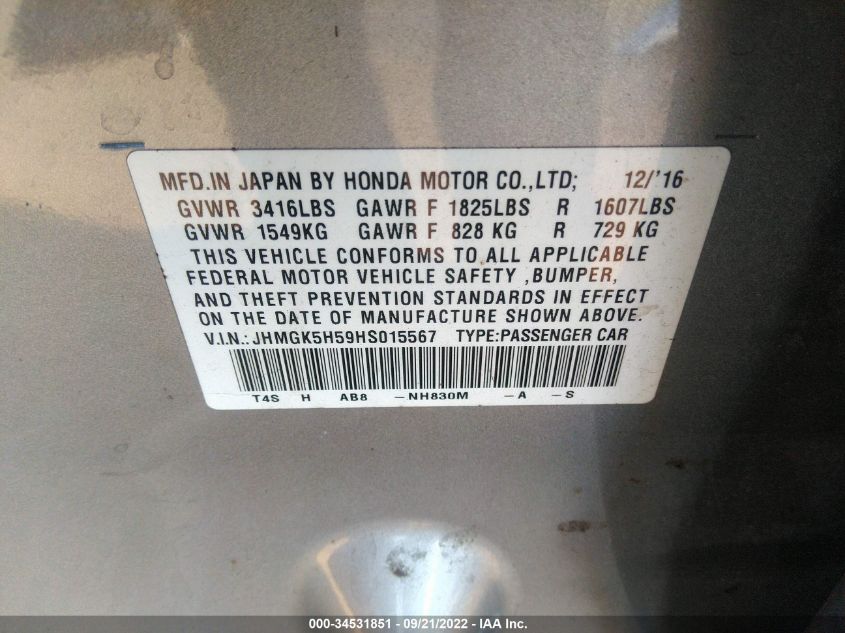 MFD.IN JAPAN BY HONDA MOTOR CO.,LTD; 12/'16
GVWR 3416LBS GAWR F 1825LBS R 1607LBS
GVWR 1549KG GAWR F 828 KG R 729 KG
THIS VEHICLE CONFORMS TO ALL APPLICABLE
FEDERAL MOTOR VEHICLE SAFETY ,BUMPER,
AND THEFT PREVENTION STANDARDS IN EFFECT
ON THE DATE OF MANUFACTURE SHOWN ABOVE.
V.I.N.: JHMGK5H59HS015567 TYPE:PASSENGER CAR
T4S H AB8 -NH830M -A -S
000-34531851 - 09/21/2022 - IAA Inc.